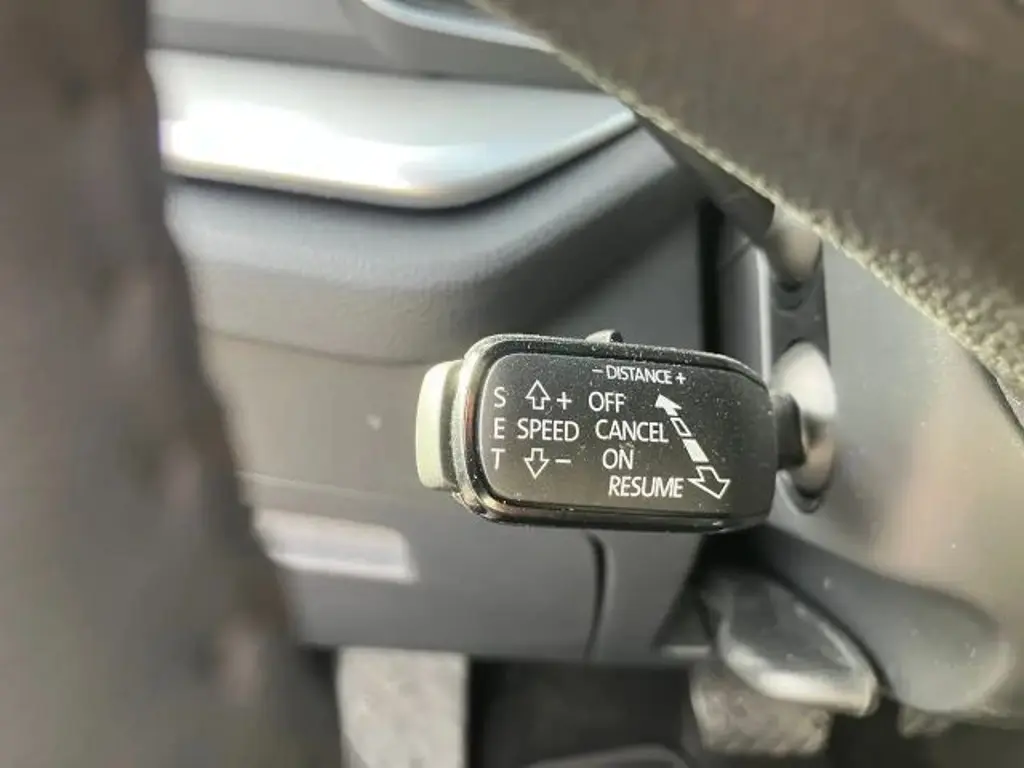 - DISTANCE +
S + OFF
E SPEED CANCEL
T - ON
RESUME